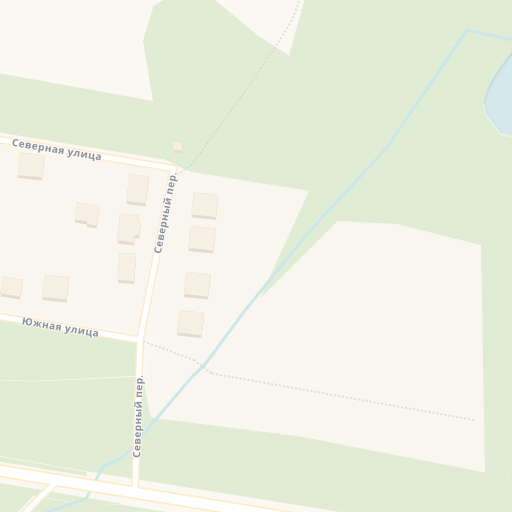 Северная улица
Северный пер.
Южная улица
Северный пер.